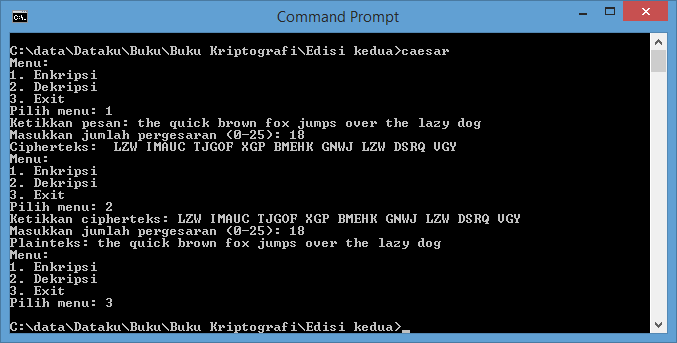 Command Prompt
C:\data\Dataku\Buku\Buku Kriptografi\Edisi kedua>caesar
Menu:
1. Enkripsi
2. Dekripsi
3. Exit
Pilih menu: 1
Ketikkan pesan: the quick brown fox jumps over the lazy dog
Masukkan jumlah pergesaran (0-25): 18
Cipherteks:  LZW IMAUC TJGOF XGP BMEHK GNWJ LZW DSRQ VGY
Menu:
1. Enkripsi
2. Dekripsi
3. Exit
Pilih menu: 2
Ketikkan cipherteks: LZW IMAUC TJGOF XGP BMEHK GNWJ LZW DSRQ VGY
Masukkan jumlah pergesaran (0-25): 18
Plainteks: the quick brown fox jumps over the lazy dog
Menu:
1. Enkripsi
2. Dekripsi
3. Exit
Pilih menu: 3
C:\data\Dataku\Buku\Buku Kriptografi\Edisi kedua>_